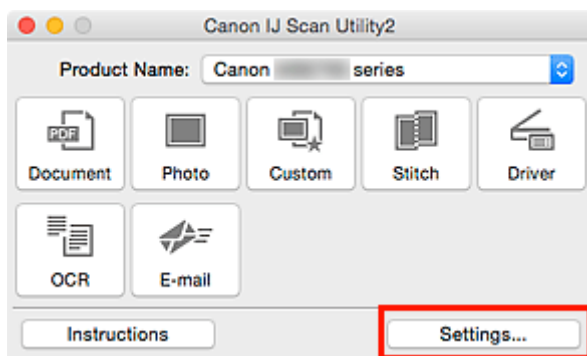 Canon IJ Scan Utility2
Product Name: Canon series
PDF
Document Photo Custom Stitch Driver
OCR E-mail
Instructions Settings...